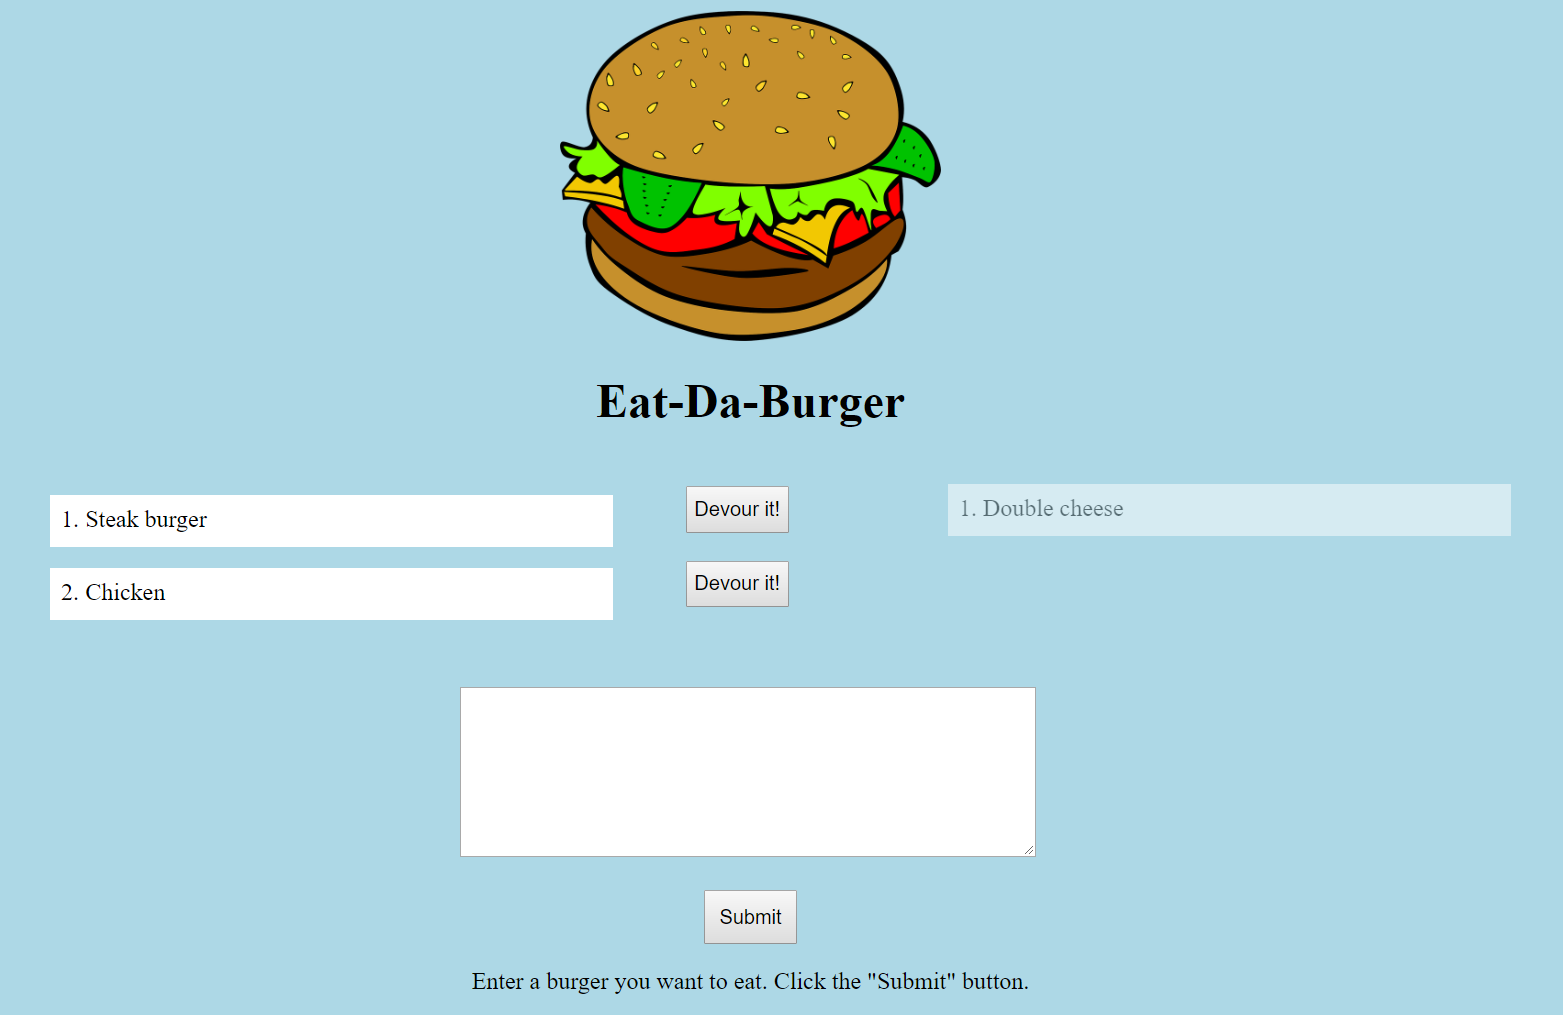 Eat-Da-Burger
1. Steak burger
Devour it!
1. Double cheese
2. Chicken
Devour it!
Submit
Enter a burger you want to eat. Click the "Submit" button.